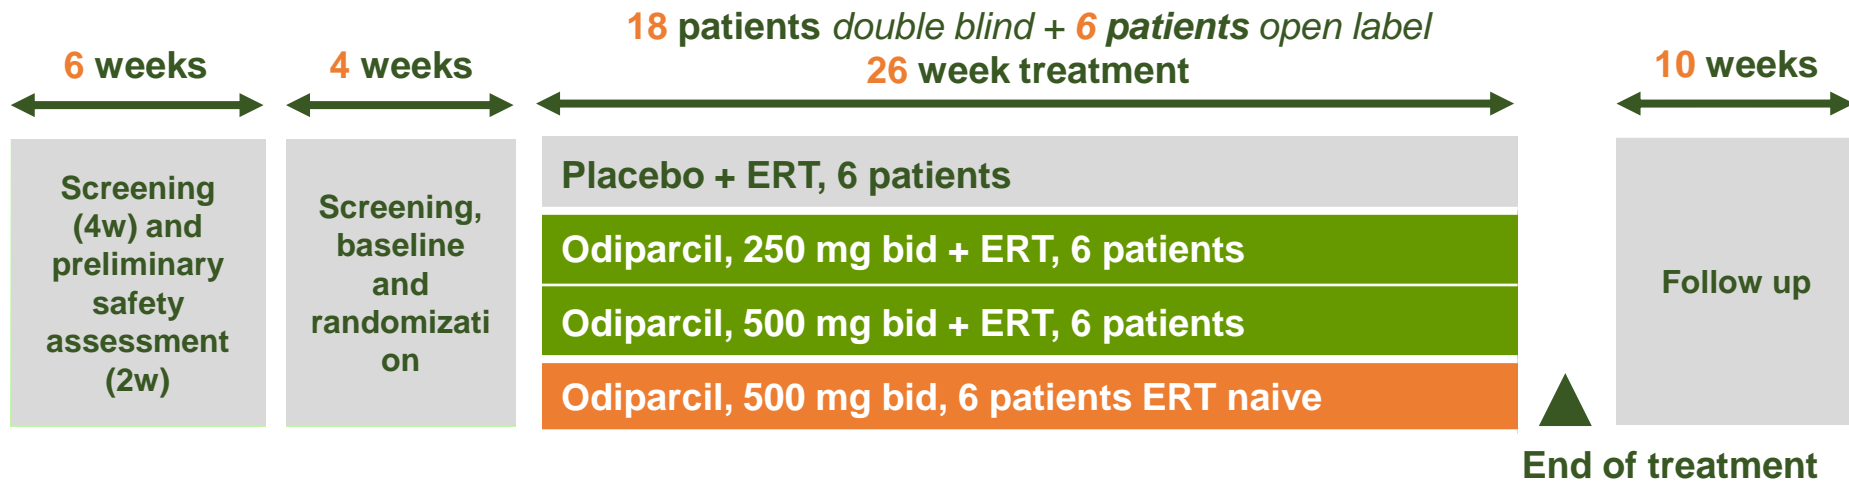 18 patients double blind + 6 patients open label
6 weeks
4 weeks
26 week treatment
10 weeks
Screening
(4w) and
preliminary
safety
assessment
(2w)
Screening,
baseline
and
randomizati
on
Placebo + ERT, 6 patients
Odiparcil, 250 mg bid + ERT, 6 patients
Odiparcil, 500 mg bid + ERT, 6 patients
Odiparcil, 500 mg bid, 6 patients ERT naive
Follow up
End of treatment